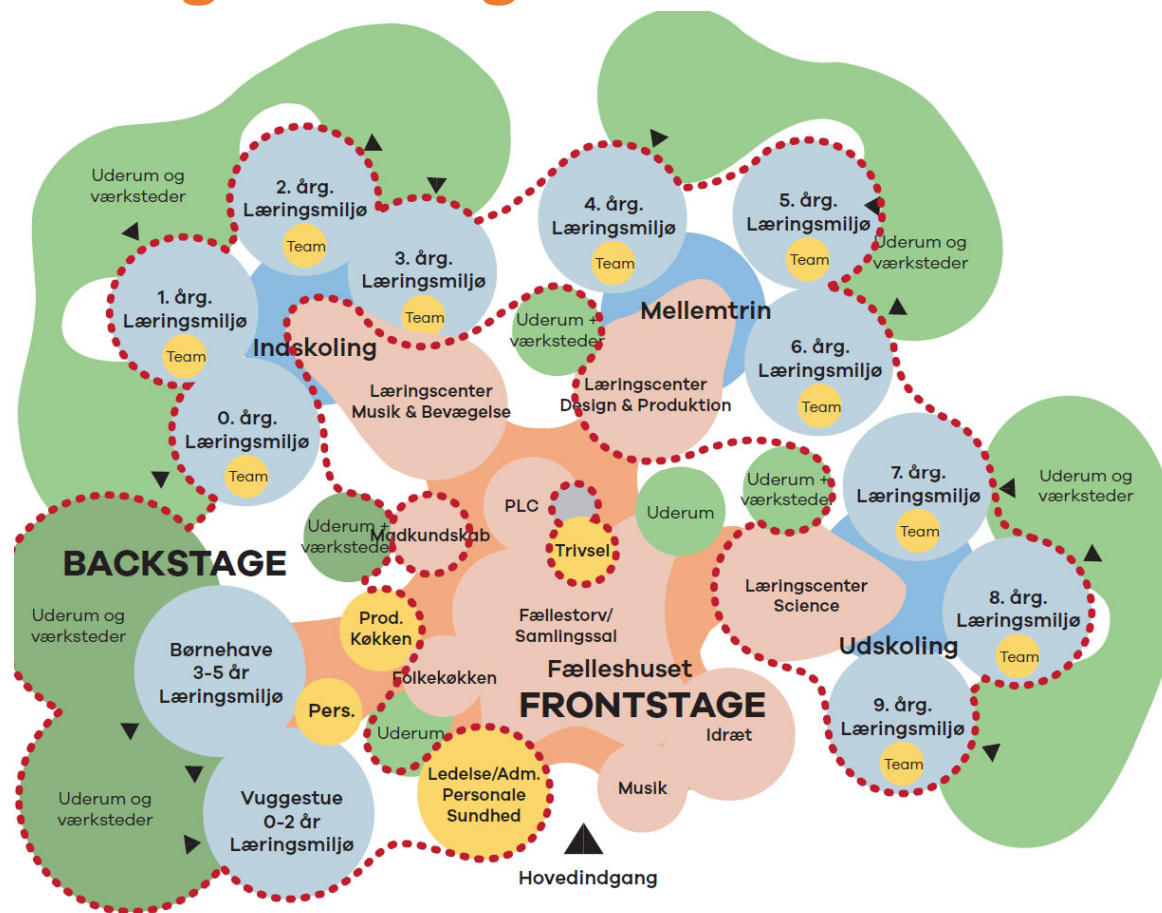 Uderum og
værksteder
2. årg.
Læringsmiljø
Team
3. årg.
Læringsmiljø
Team
1. årg.
Læringsmiljø
Team
Indskoling
0. årg.
Læringsmiljø
Team
Læringscenter
Musik & Bevægelse
4. årg.
Læringsmiljø
Team
5. årg.
Læringsmiljø
Team
Uderum og
værksteder
Mellemtrin
6. årg.
Læringsmiljø
Team
Uderum +
værksteder
Læringscenter
Design & Produktion
7. årg.
Læringsmiljø
Team
Uderum og
værksteder
Uderum +
værksteder
Uderum
PLC
Trivsel
Uderum +
værkstede
Madkundskab
BACKSTAGE
Uderum og
værksteder
Børnehave
3-5 år
Læringsmiljø
Prod.
Køkken
Pers.
Folkekøkken
Uderum
Fællestorv/
Samlingssal
Fælleshuset
FRONTSTAGE
Idræt
Musik
Læringscenter
Science
Udskoling
8. årg.
Læringsmiljø
Team
9. årg.
Læringsmiljø
Team
Ledelse/Adm.
Personale
Sundhed
Uderum og
værksteder
Vuggestue
0-2 år
Læringsmiljø
Hovedindgang